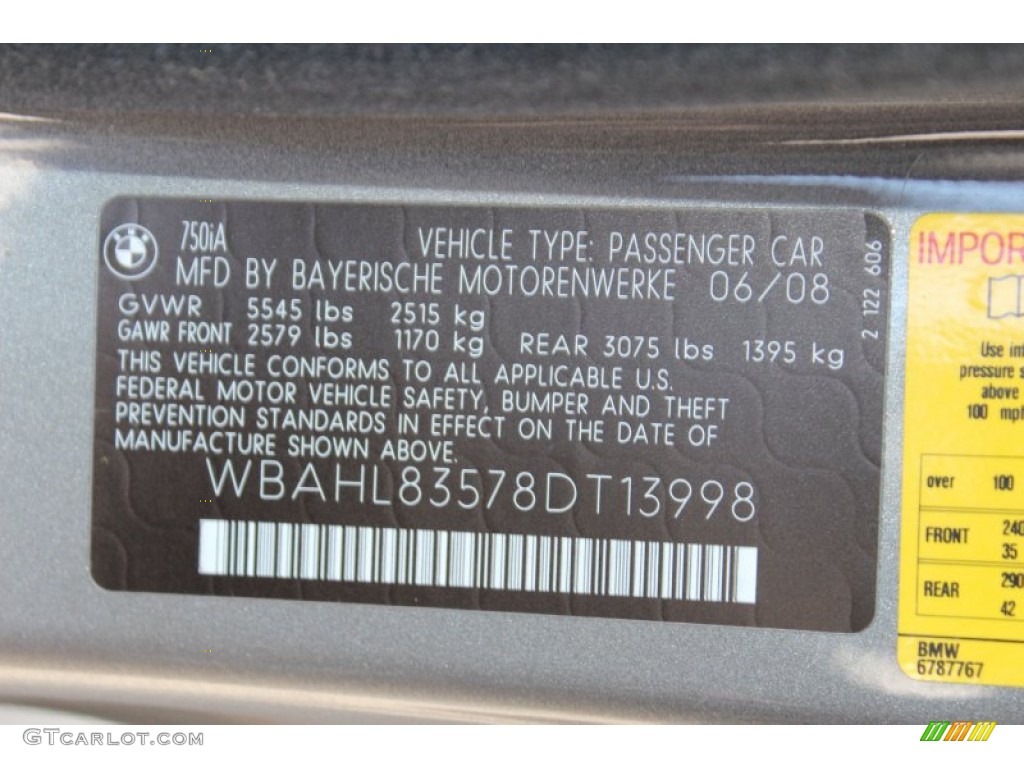 750iA
VEHICLE TYPE: PASSENGER CAR
MFD BY BAYERISCHE MOTORENWERKE 06/08
GVWR 5545 lbs 2515 kg
GAWR FRONT 2579 lbs 1170 kg REAR 3075 lbs 1395 kg
THIS VEHICLE CONFORMS TO ALL APPLICABLE U.S.
FEDERAL MOTOR VEHICLE SAFETY, BUMPER AND THEFT
PREVENTION STANDARDS IN EFFECT ON THE DATE OF
MANUFACTURE SHOWN ABOVE.
WBAHL83578DT13998
2 122 606
IMPOR
Use inf
pressure s
above
100 mph
over 100
FRONT 240
35
REAR 290
42
BMW
6787767
GTCARLOT.COM